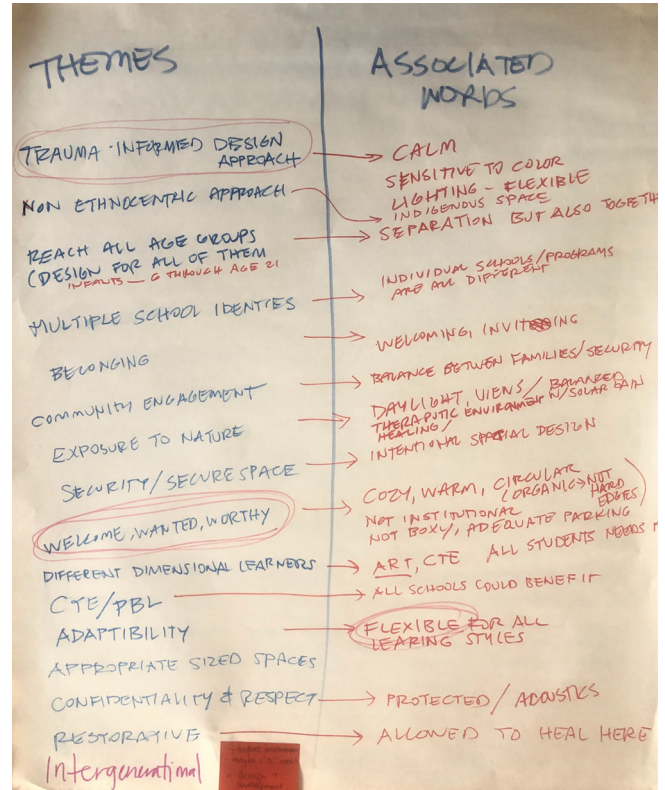 THEMES
ASSOCIATED
WORDS
TRAUMA-INFORMED DESIGN
APPROACH
CALM
SENSITIVE TO COLOR
LIGHTING - FLEXIBLE
NON ETHNOCENTRIC APPROACH
INDIGENOUS SPACE
REACH ALL AGE GROUPS
(DESIGN FOR ALL OF THEM
INFANTS - 6 THROUGH AGE 21
SEPARATION BUT ALSO TOGETH
MULTIPLE SCHOOL IDENTIES
INDIVIDUAL SCHOOLS/PROGRAMS
ARE ALL DIFFERENT
BELONGING
WELCOMING, INVITING
COMMUNITY ENGAGEMENT
BALANCE BETWEN FAMILIES/SECURITY
EXPOSURE TO NATURE
DAYLIGHT, VIEWS/ BALANCED
THERAPUTIC ENVIRONMENT W/SOLAR GAIN
HEALING/
SECURITY/SECURE SPACE
INTENTIONAL SPACIAL DESIGN
WELCOME, WANTED, WORTHY
COZY, WARM, CIRCULAR
NOT INSTITUTIONAL (ORGANIC → NOT
HARD
EDGES)
NOT BOXY, ADEQUATE PARKING
DIFFERENT DIMENSIONAL LEARNERS
ART, CTE ALL STUDENTS NEEDS
CTE/PBL
ALL SCHOOLS COULD BENEFIT
ADAPTIBILITY
FLEXIBLE FOR ALL
LEARING STYLES
APPROPRIATE SIZED SPACES
CONFIDENTIALITY & RESPECT
PROTECTED/ACOUSTICS
RESTORATIVE
ALLOWED TO HEAL HERE
Intergenerational